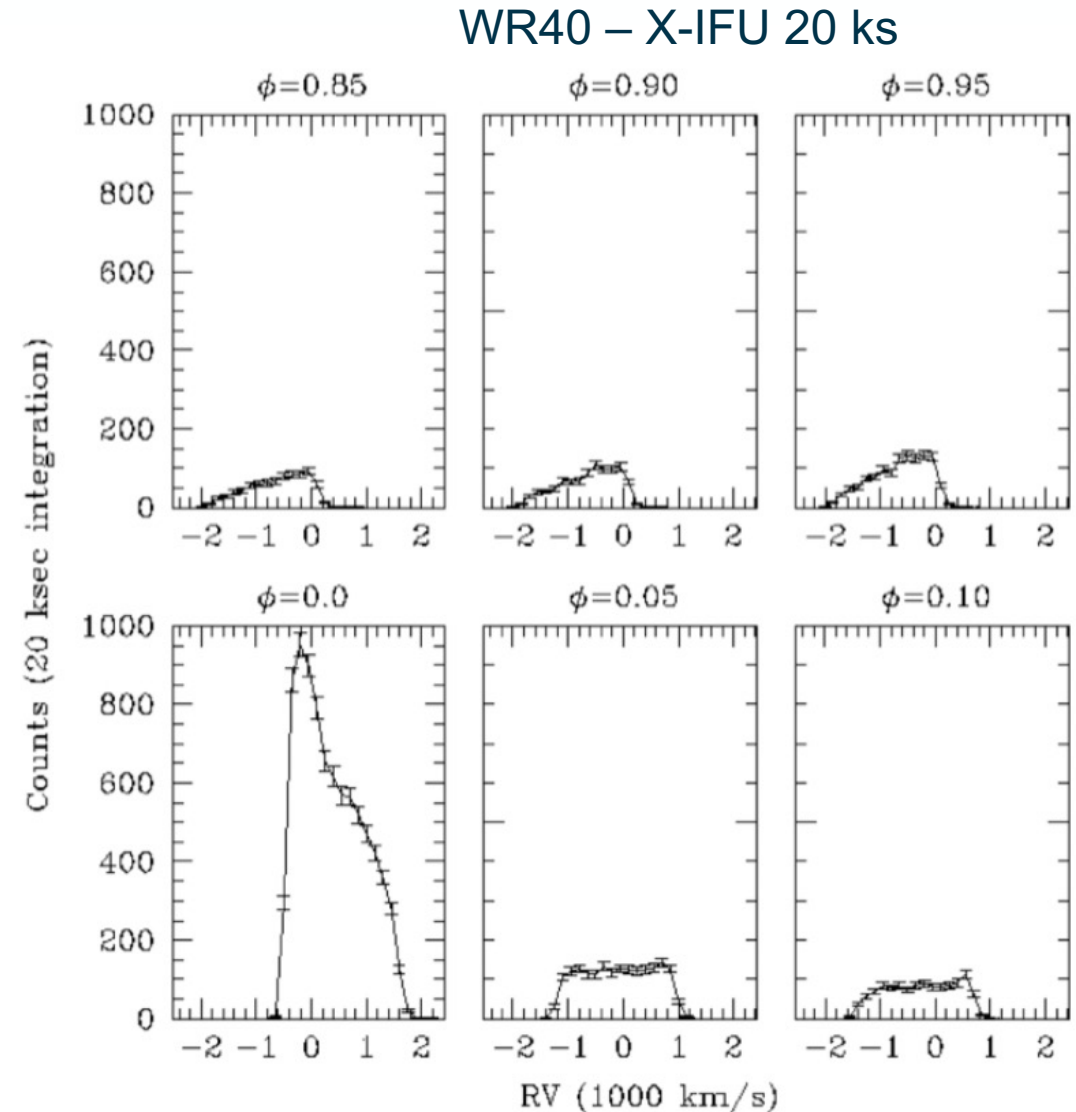 WR40 – X-IFU 20 ks
ϕ=0.85 ϕ=0.90 ϕ=0.95
1000
800
600
400
200
0
−2 −1 0 1 2 −2 −1 0 1 2 −2 −1 0 1 2
Counts (20 ksec integration)
ϕ=0.0 ϕ=0.05 ϕ=0.10
1000
800
600
400
200
0
−2 −1 0 1 2 −2 −1 0 1 2 −2 −1 0 1 2
RV (1000 km/s)